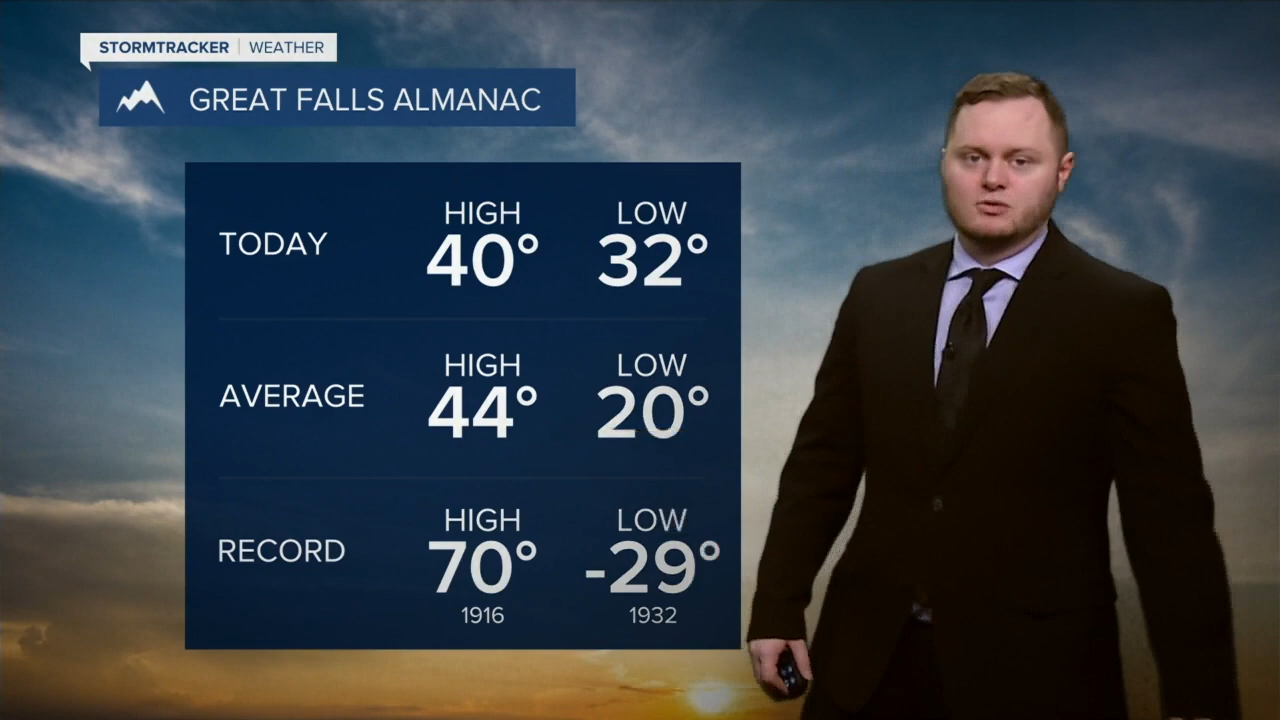 STORMTRACKER | WEATHER
GREAT FALLS ALMANAC
HIGH LOW
TODAY 40° 32°
HIGH LOW
AVERAGE 44° 20°
HIGH LOW
RECORD 70° -29°
1916 1932